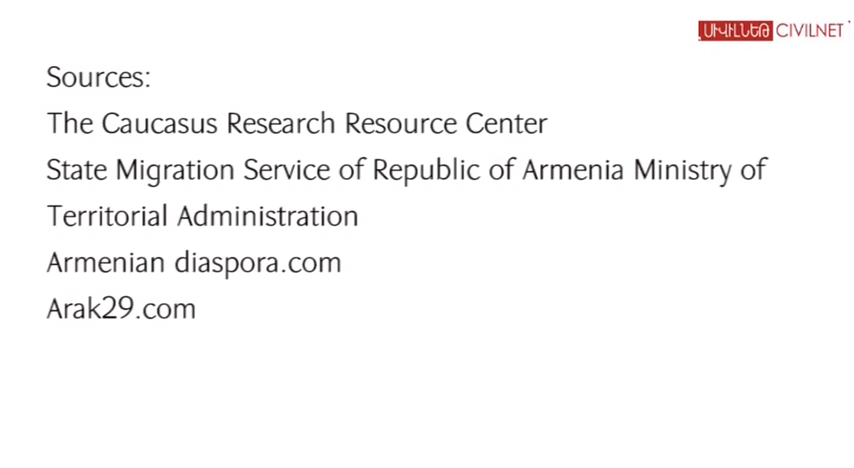 ՍԻՎԻԼՆԵԹ CIVILNET
Sources:
The Caucasus Research Resource Center
State Migration Service of Republic of Armenia Ministry of
Territorial Administration
Armenian diaspora.com
Arak29.com